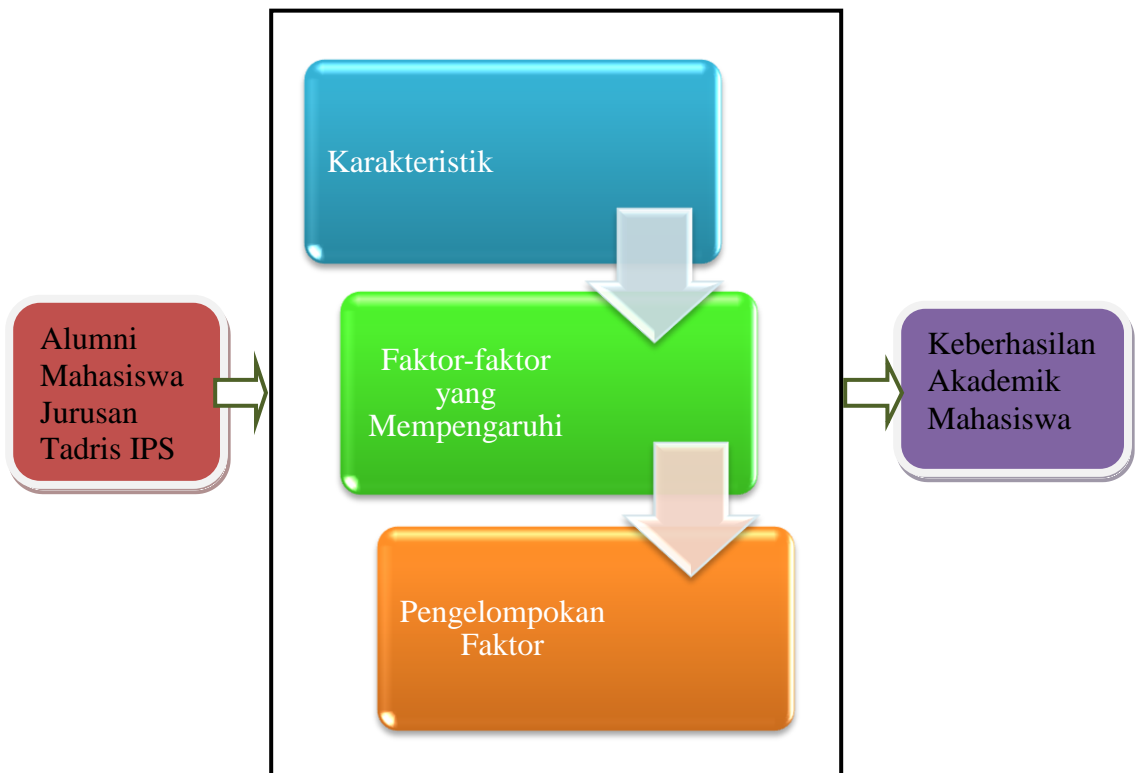 Alumni
Mahasiswa
Jurusan
Tadris IPS
Karakteristik
Faktor-faktor
yang
Mempengaruhi
Pengelompokan
Faktor
Keberhasilan
Akademik
Mahasiswa